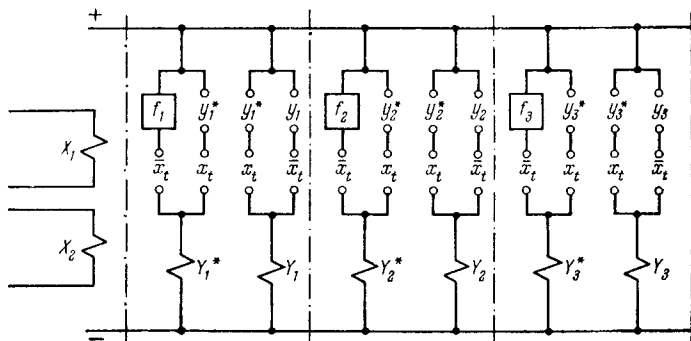 +
f₁ y₁* y₁* y₁ f₂ y₂* y₂* y₂ f₃ y₃* y₃* y₃
X₁
x̄ₜ xₜ xₜ x̄ₜ x̄ₜ xₜ xₜ x̄ₜ x̄ₜ xₜ xₜ x̄ₜ
X₂ Y₁* Y₁ Y₂* Y₂ Y₃* Y₃
−